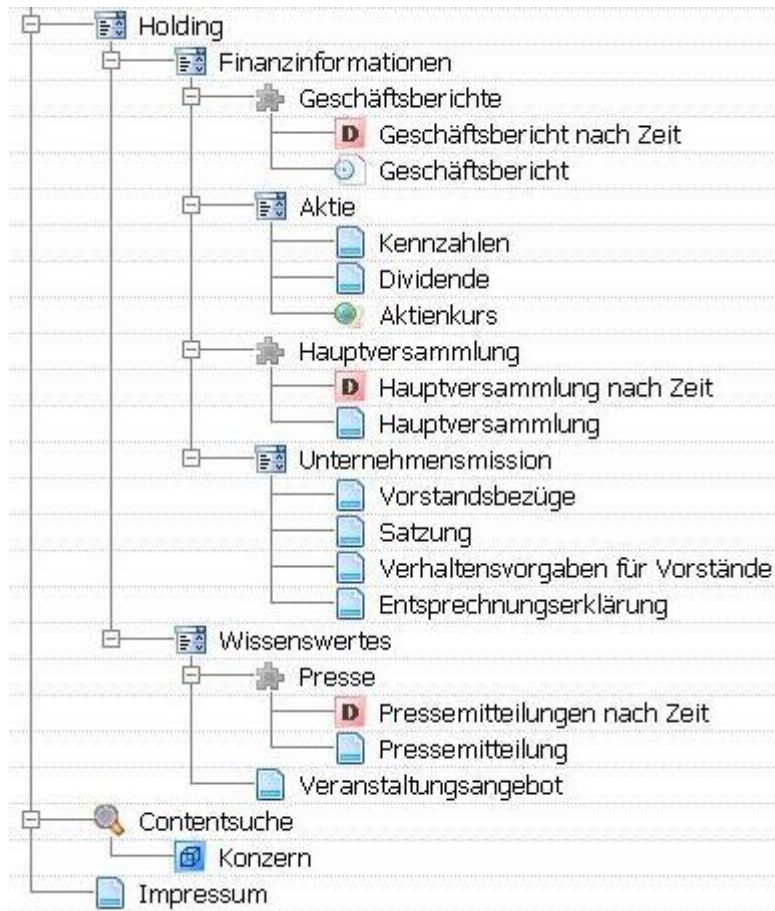 Holding
Finanzinformationen
Geschäftsberichte
D Geschäftsbericht nach Zeit
Geschäftsbericht
Aktie
Kennzahlen
Dividende
Aktienkurs
Hauptversammlung
D Hauptversammlung nach Zeit
Hauptversammlung
Unternehmensmission
Vorstandsbezüge
Satzung
Verhaltensvorgaben für Vorstände
Entsprechnungserklärung
Wissenswertes
Presse
D Pressemitteilungen nach Zeit
Pressemitteilung
Veranstaltungsangebot
Contentsuche
Konzern
Impressum